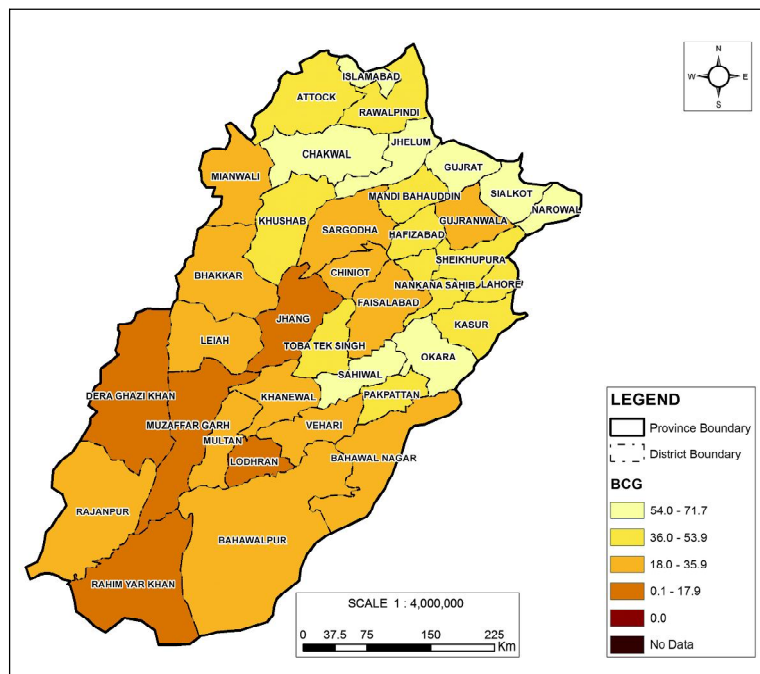 ISLAMABAD
N
W E
S
ATTOCK
RAWALPINDI
JHELUM
CHAKWAL
GUJRAT
MIANWALI
SIALKOT
MANDI BAHAUDDIN
NAROWAL
KHUSHAB
GUJRANWALA
SARGODHA
HAFIZABAD
SHEIKHUPURA
BHAKKAR
CHINIOT
NANKANA SAHIB
LAHORE
FAISALABAD
JHANG
KASUR
LEIAH
TOBA TEK SINGH
OKARA
SAHIWAL
DERA GHAZI KHAN
KHANEWAL
PAKPATTAN
MUZAFFAR GARH
VEHARI
MULTAN
BAHAWAL NAGAR
LODHRAN
RAJANPUR
BAHAWALPUR
RAHIM YAR KHAN
LEGEND
Province Boundary
District Boundary
BCG
54.0 - 71.7
36.0 - 53.9
18.0 - 35.9
0.1 - 17.9
0.0
No Data
SCALE 1 : 4,000,000
0 37.5 75 150 225
Km